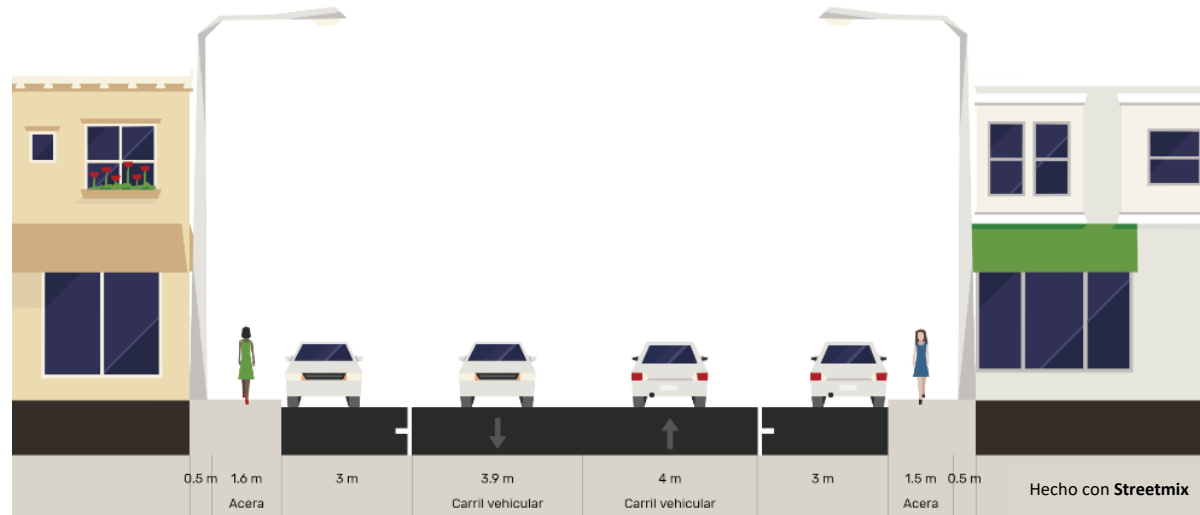 0.5 m 1.6 m 3 m 3.9 m 4 m 3 m 1.5 m 0.5 m
Acera Carril vehicular Carril vehicular Acera
Hecho con Streetmix